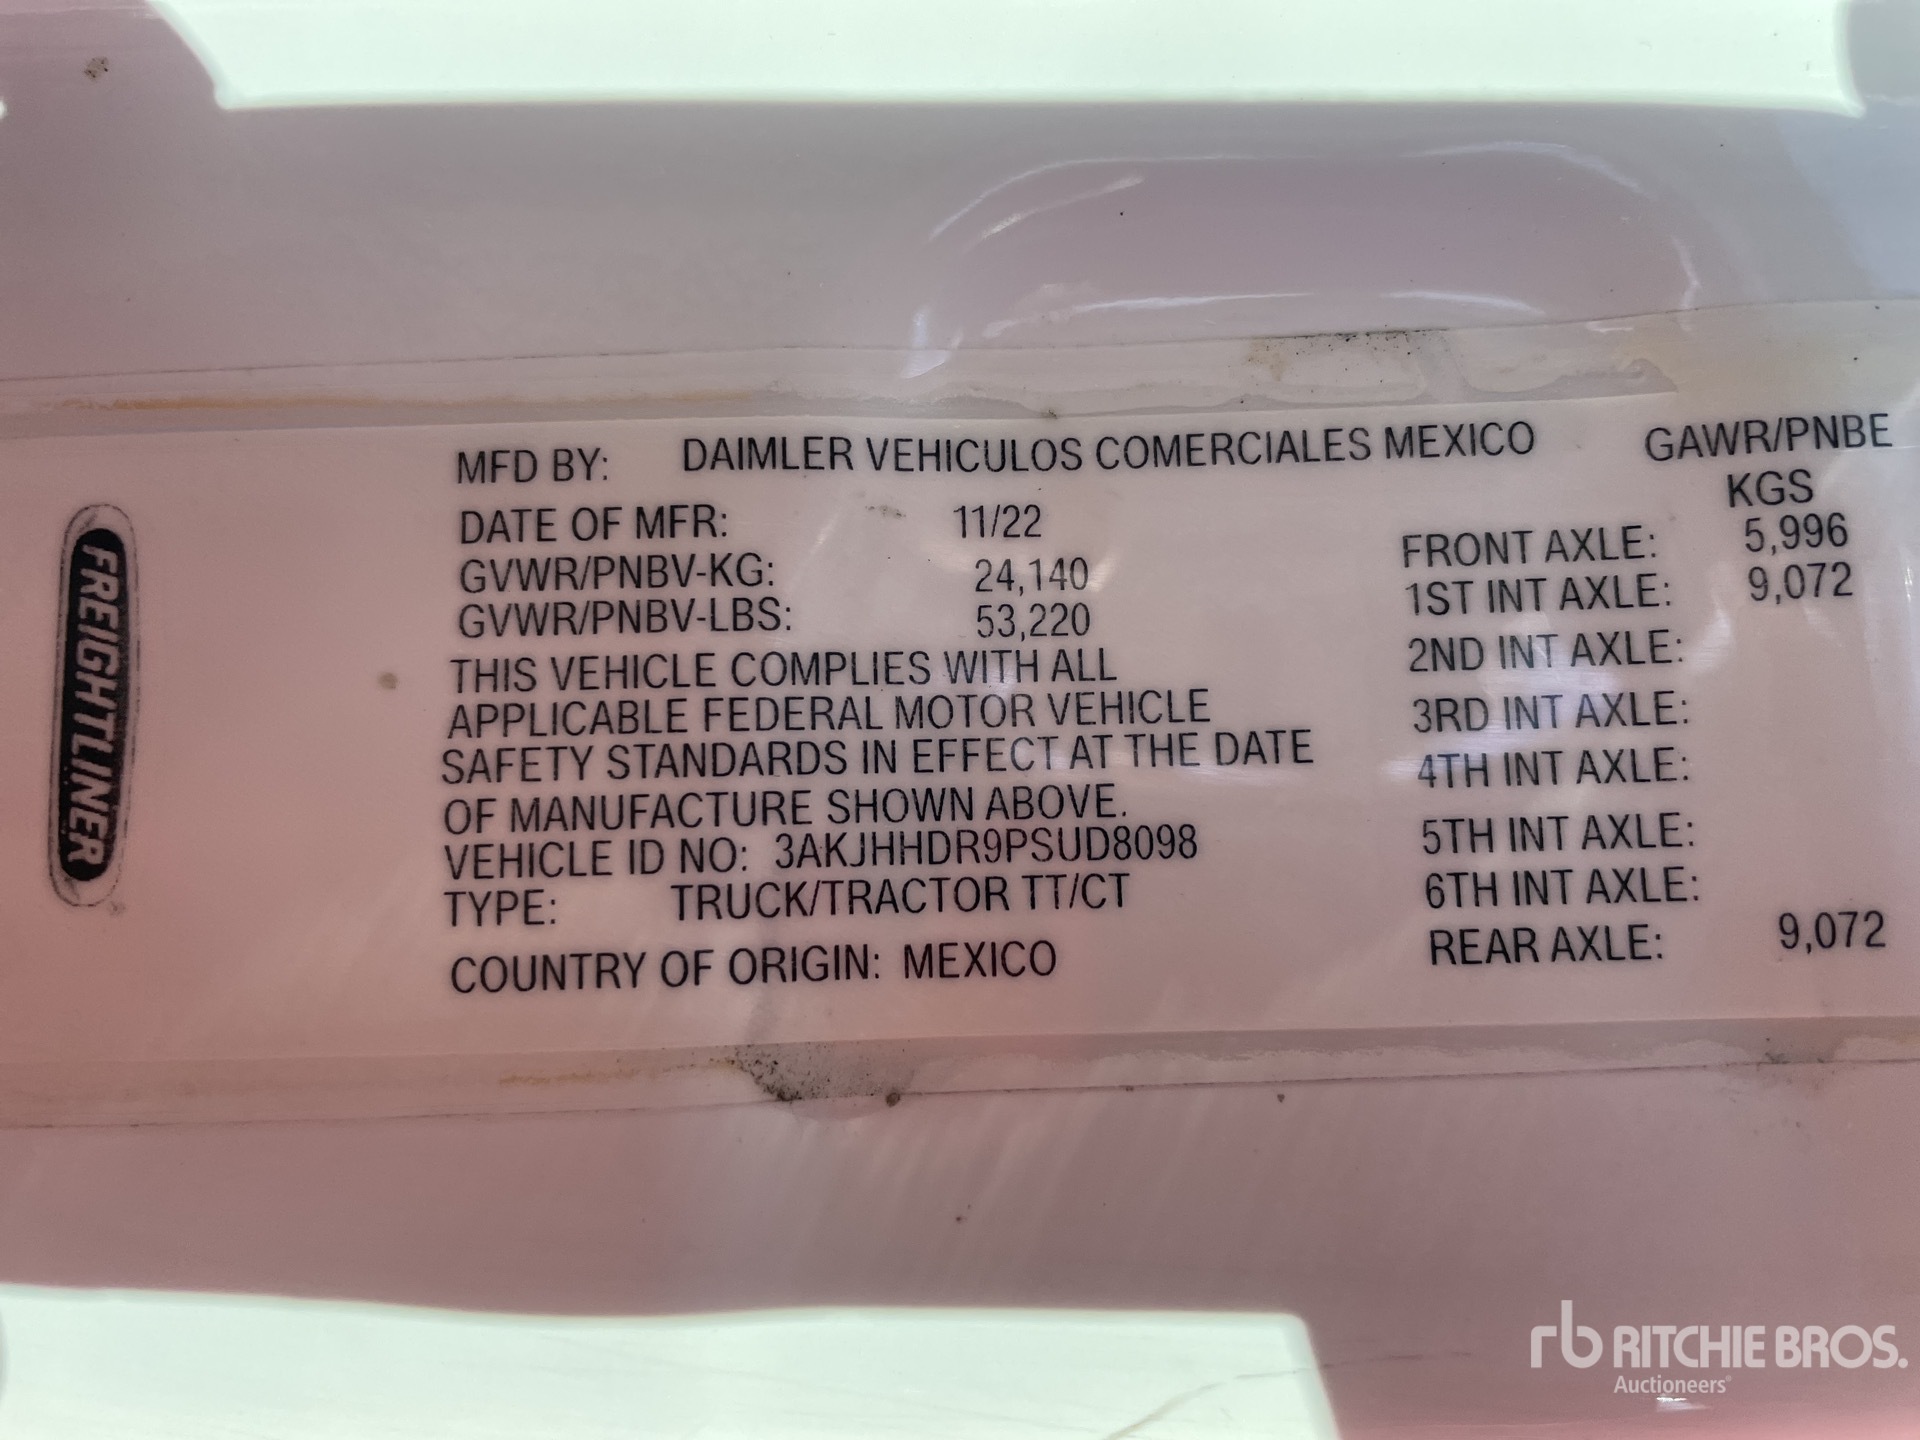 FREIGHTLINER
MFD BY: DAIMLER VEHICULOS COMERCIALES MEXICO
DATE OF MFR: 11/22
GVWR/PNBV-KG: 24,140
GVWR/PNBV-LBS: 53,220
THIS VEHICLE COMPLIES WITH ALL
APPLICABLE FEDERAL MOTOR VEHICLE
SAFETY STANDARDS IN EFFECT AT THE DATE
OF MANUFACTURE SHOWN ABOVE.
VEHICLE ID NO: 3AKJHHDR9PSUD8098
TYPE: TRUCK/TRACTOR TT/CT
COUNTRY OF ORIGIN: MEXICO
GAWR/PNBE
KGS
FRONT AXLE: 5,996
1ST INT AXLE: 9,072
2ND INT AXLE:
3RD INT AXLE:
4TH INT AXLE:
5TH INT AXLE:
6TH INT AXLE:
REAR AXLE: 9,072
rb RITCHIE BROS.
Auctioneers